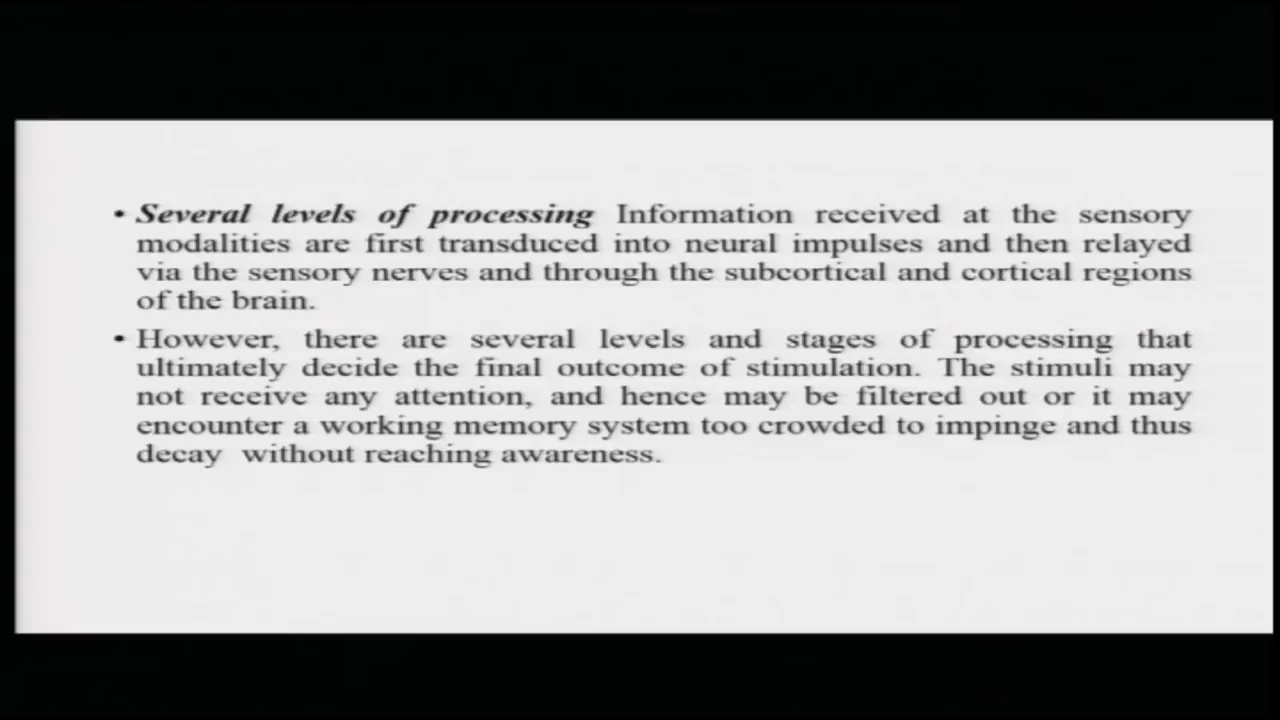 • Several levels of processing Information received at the sensory
modalities are first transduced into neural impulses and then relayed
via the sensory nerves and through the subcortical and cortical regions
of the brain.
• However, there are several levels and stages of processing that
ultimately decide the final outcome of stimulation. The stimuli may
not receive any attention, and hence may be filtered out or it may
encounter a working memory system too crowded to impinge and thus
decay without reaching awareness.